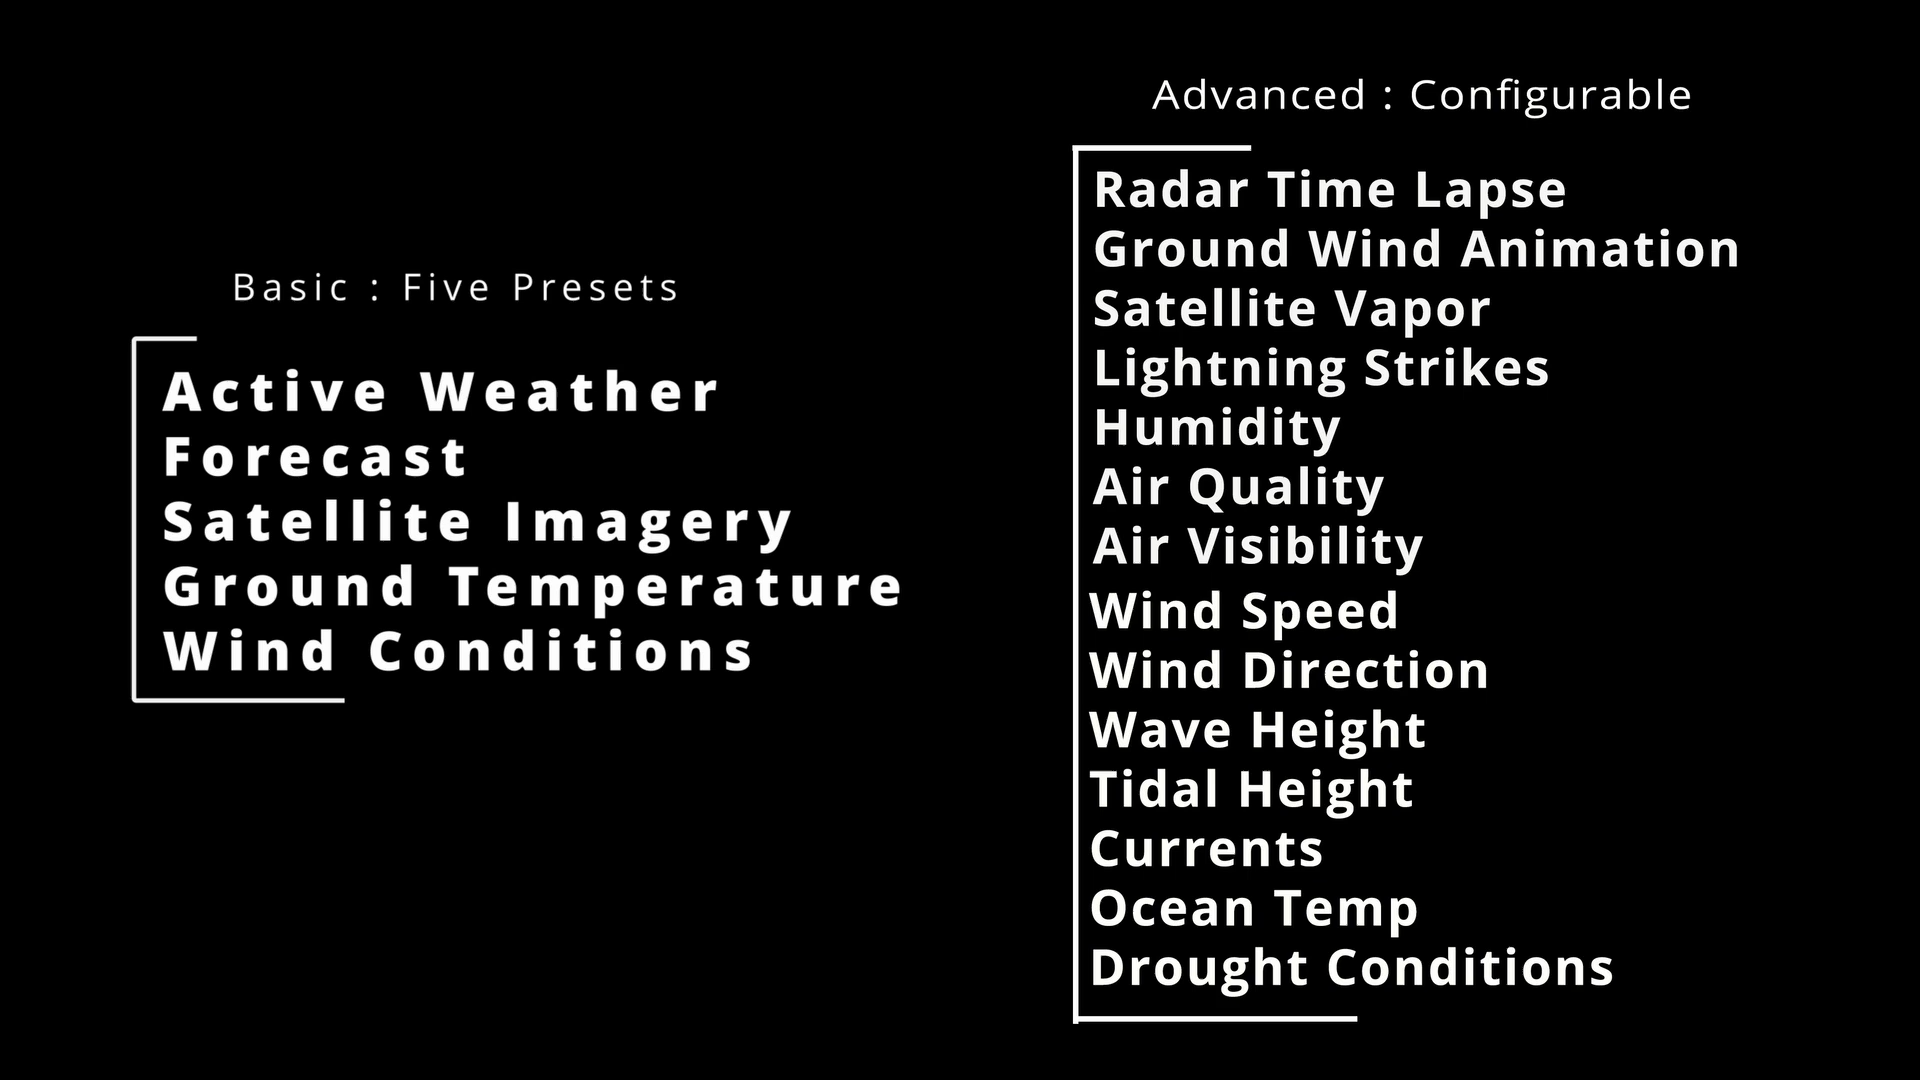 Basic : Five Presets
Active Weather
Forecast
Satellite Imagery
Ground Temperature
Wind Conditions
Advanced : Configurable
Radar Time Lapse
Ground Wind Animation
Satellite Vapor
Lightning Strikes
Humidity
Air Quality
Air Visibility
Wind Speed
Wind Direction
Wave Height
Tidal Height
Currents
Ocean Temp
Drought Conditions